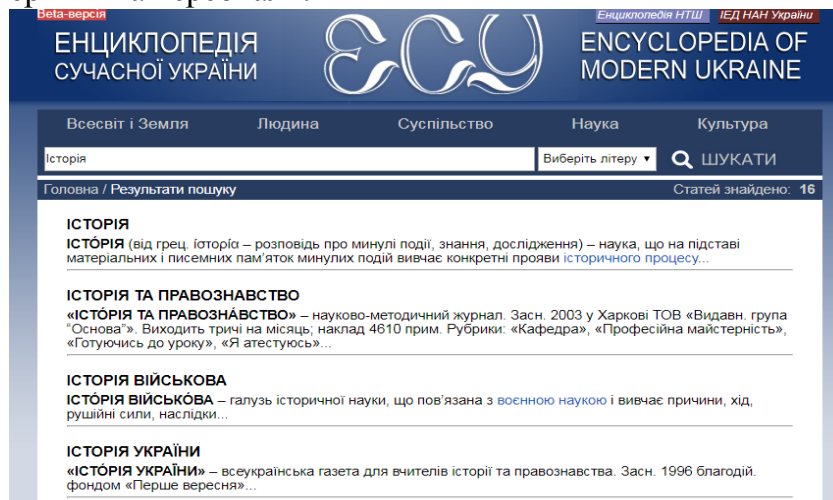 Beta-версія
Енциклопедія НТШ ІЕД НАН України
ЕНЦИКЛОПЕДІЯ
СУЧАСНОЇ УКРАЇНИ
ЕСУ
ENCYCLOPEDIA OF
MODERN UKRAINE
Всесвіт і Земля Людина Суспільство Наука Культура
Історія Виберіть літеру ШУКАТИ
Головна / Результати пошуку Статей знайдено: 16
ІСТОРІЯ
ІСТО́РІЯ (від грец. ίστορία – розповідь про минулі події, знання, дослідження) – наука, що на підставі
матеріальних і писемних пам’яток минулих подій вивчає конкретні прояви історичного процесу...
ІСТОРІЯ ТА ПРАВОЗНАВСТВО
«ІСТО́РІЯ ТА ПРАВОЗНА́ВСТВО» – науково-методичний журнал. Засн. 2003 у Харкові ТОВ «Видавн. група
“Основа”». Виходить тричі на місяць; наклад 4610 прим. Рубрики: «Кафедра», «Професійна майстерність»,
«Готуючись до уроку», «Я атестуюсь»...
ІСТОРІЯ ВІЙСЬКОВА
ІСТО́РІЯ ВІЙСЬКО́ВА – галузь історичної науки, що пов’язана з воєнною наукою і вивчає причини, хід,
рушійні сили, наслідки...
ІСТОРІЯ УКРАЇНИ
«ІСТО́РІЯ УКРАЇ́НИ» – всеукраїнська газета для вчителів історії та правознавства. Засн. 1996 благодій.
фондом «Перше вересня»...